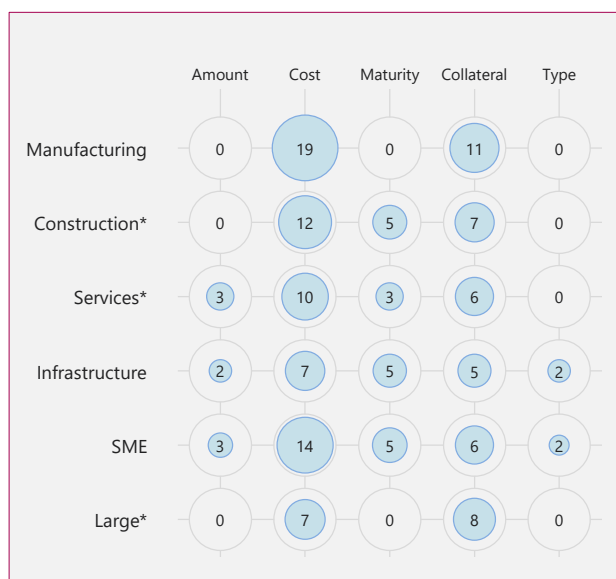 Amount Cost Maturity Collateral Type
Manufacturing 0 19 0 11 0
Construction* 0 12 5 7 0
Services* 3 10 3 6 0
Infrastructure 2 7 5 5 2
SME 3 14 5 6 2
Large* 0 7 0 8 0